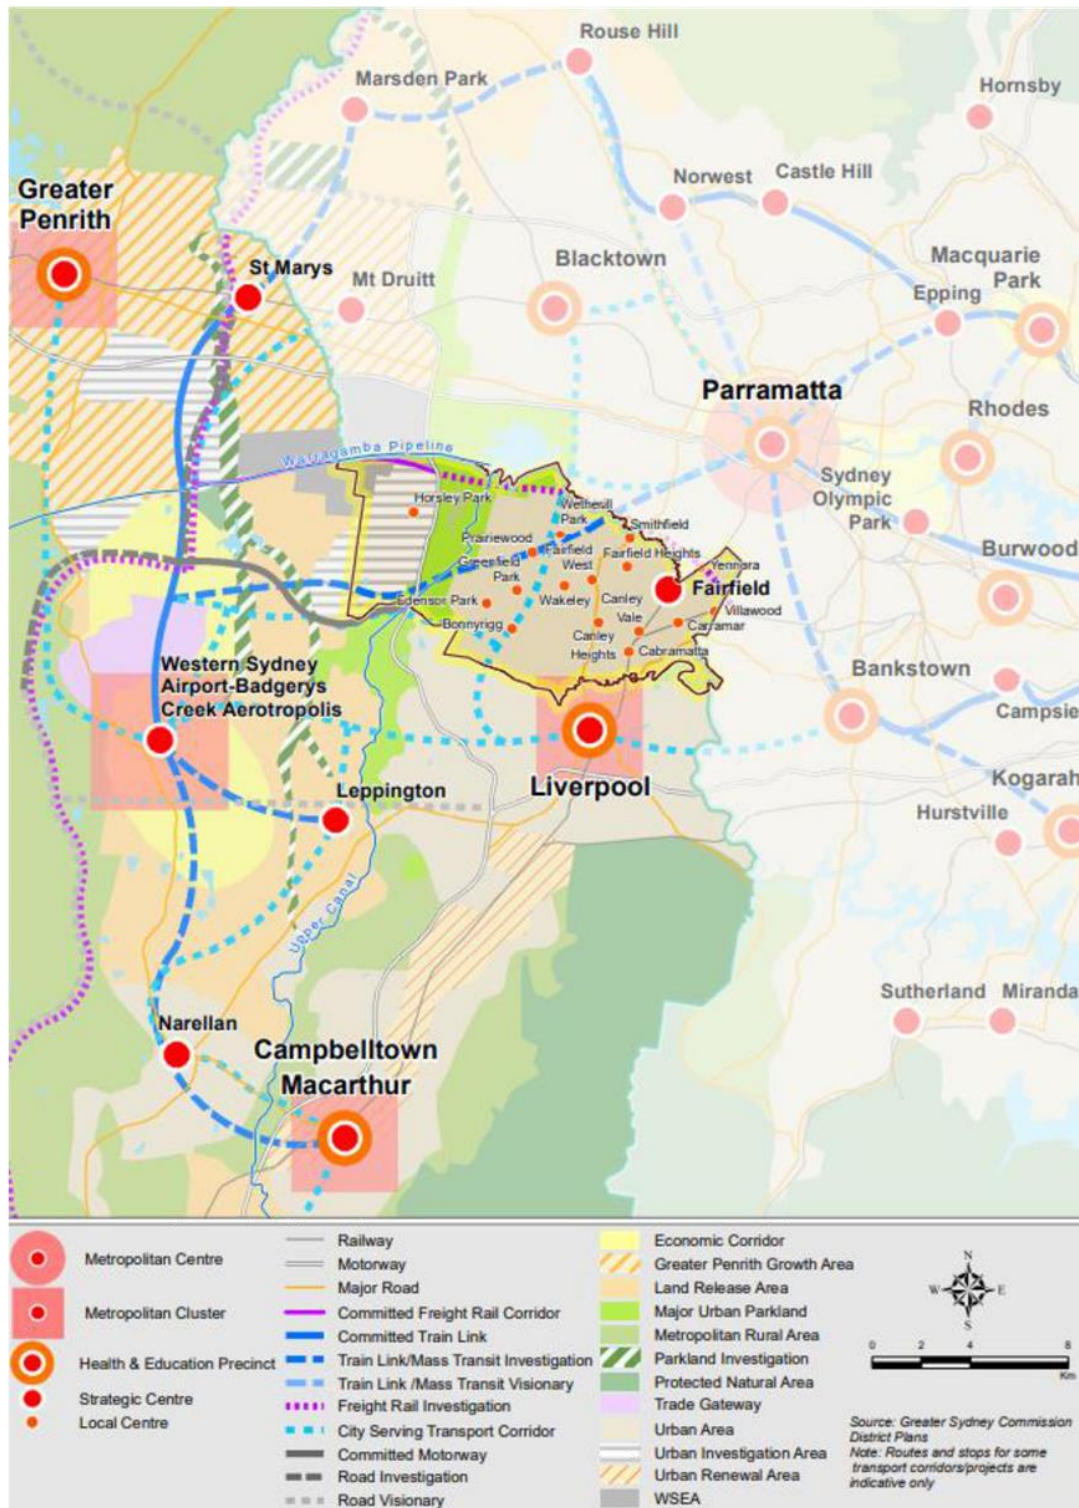 Rouse Hill
Marsden Park
Hornsby
Greater
Penrith
Norwest
Castle Hill
St Marys
Mt Druitt
Blacktown
Macquarie
Park
Epping
Parramatta
Rhodes
Warragamba Pipeline
Sydney
Olympic
Park
Horsley Park
Wetherill
Park
Smithfield
Prairiewood
Fairfield
West
Fairfield Heights
Yennora
Burwood
Greenfield
Park
Fairfield
Edensor Park
Wakeley
Canley
Vale
Villawood
Bonnyrigg
Carramar
Canley
Heights
Cabramatta
Western Sydney
Airport-Badgerys
Creek Aerotropolis
Bankstown
Campsie
Liverpool
Leppington
Kogarah
Hurstville
Upper Canal
Sutherland
Miranda
Narellan
Campbelltown
Macarthur
Metropolitan Centre
Metropolitan Cluster
Health & Education Precinct
Strategic Centre
Local Centre
Railway
Motorway
Major Road
Committed Freight Rail Corridor
Committed Train Link
Train Link/Mass Transit Investigation
Train Link /Mass Transit Visionary
Freight Rail Investigation
City Serving Transport Corridor
Committed Motorway
Road Investigation
Road Visionary
Economic Corridor
Greater Penrith Growth Area
Land Release Area
Major Urban Parkland
Metropolitan Rural Area
Parkland Investigation
Protected Natural Area
Trade Gateway
Urban Area
Urban Investigation Area
Urban Renewal Area
WSEA
N
W
E
S
0 2 4 8
Km
Source: Greater Sydney Commission
District Plans
Note: Routes and stops for some
transport corridors/projects are
indicative only